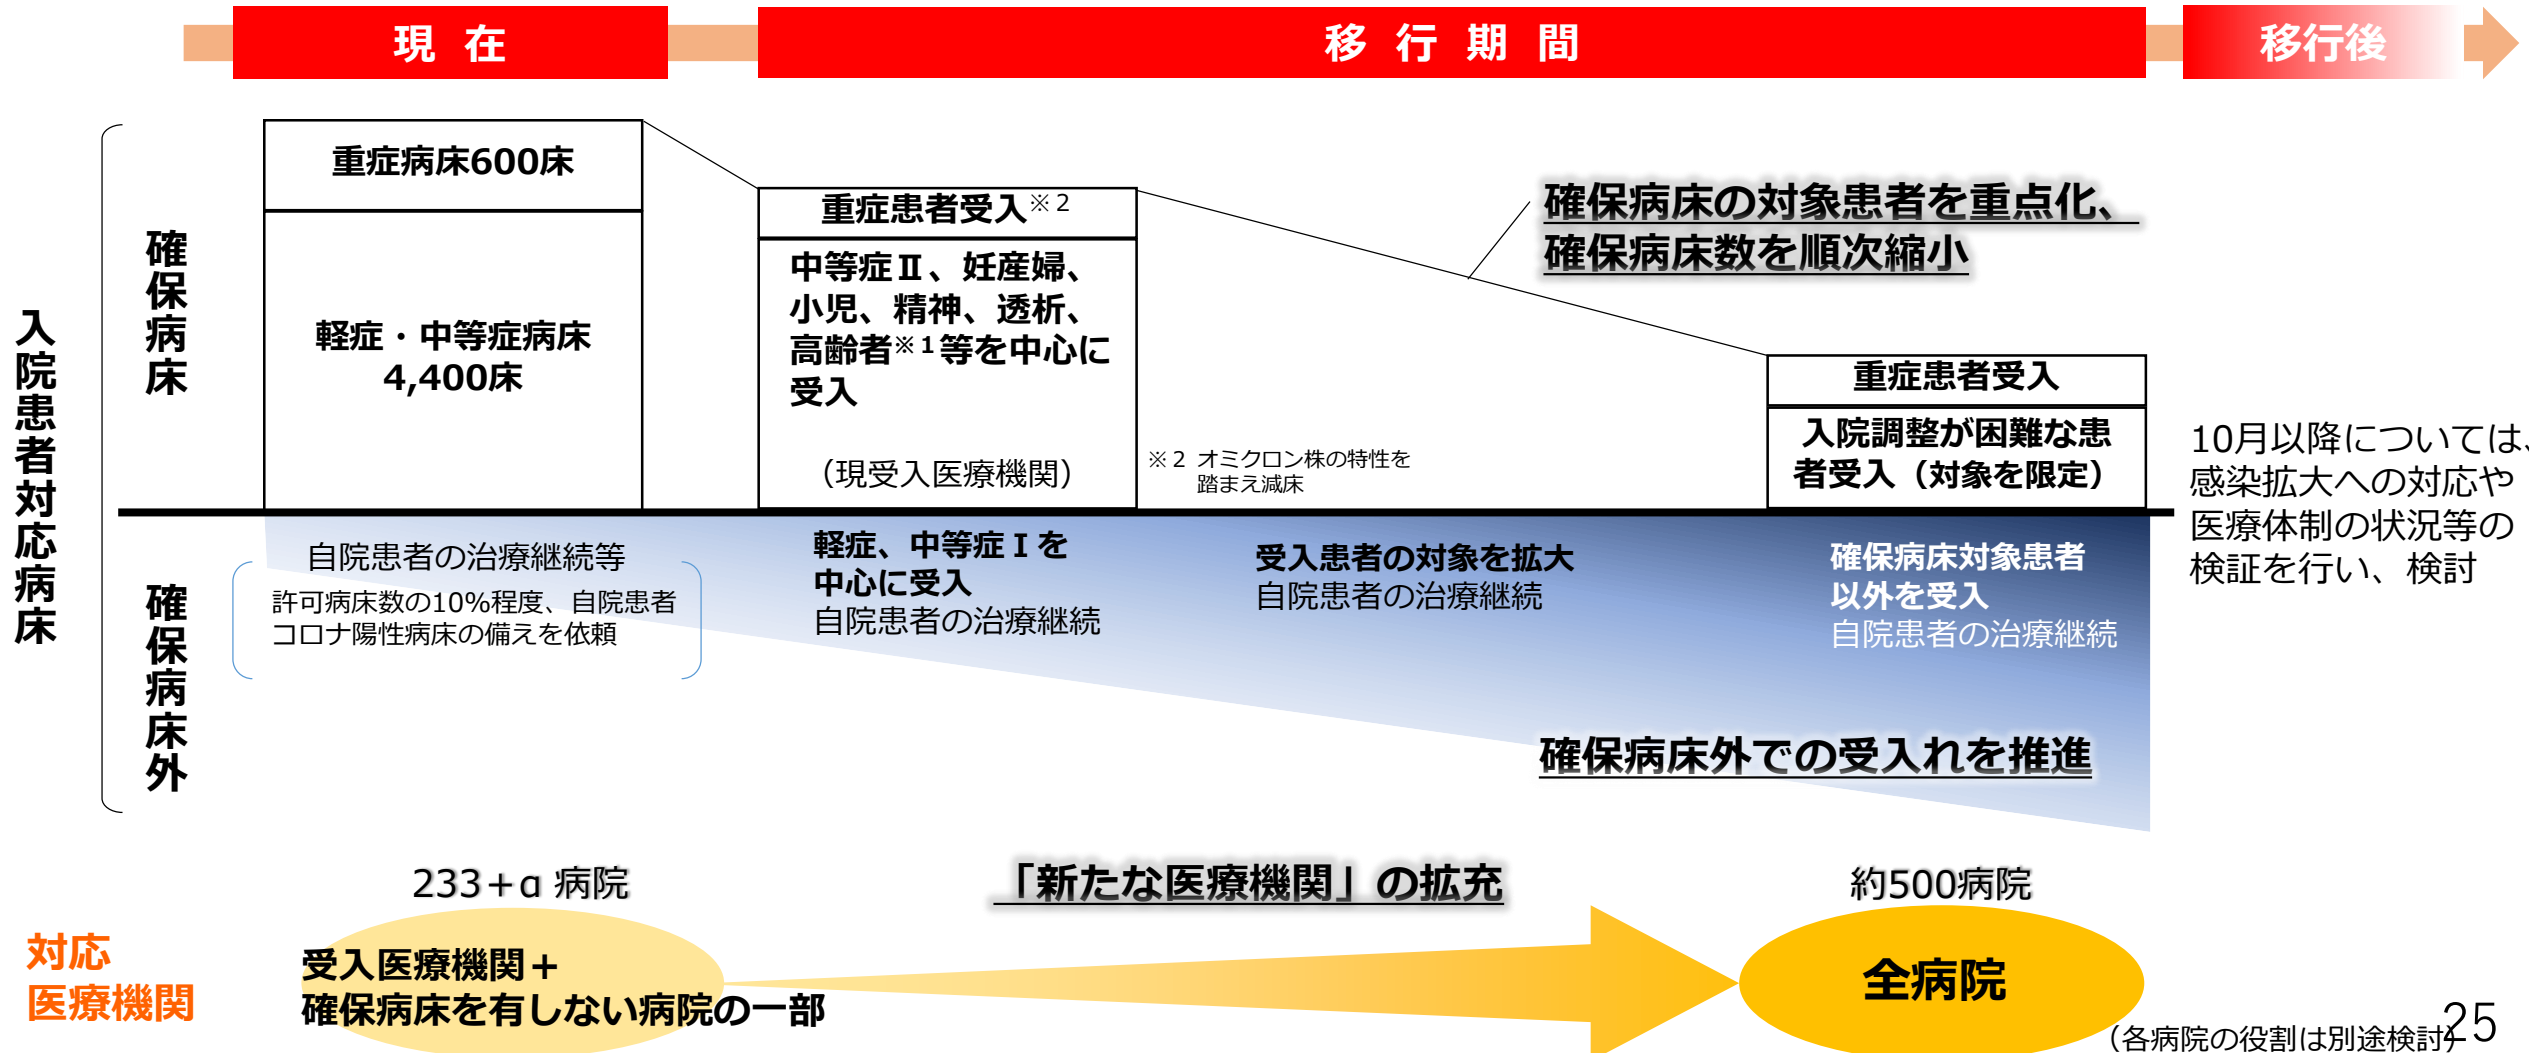 現 在
移 行 期 間
移行後
入院患者対応病床
確保病床
重症病床600床
軽症・中等症病床
4,400床
重症患者受入※２
中等症Ⅱ、妊産婦、
小児、精神、透析、
高齢者※１等を中心に
受入
（現受入医療機関）
※２ オミクロン株の特性を
踏まえ減床
確保病床の対象患者を重点化、
確保病床数を順次縮小
重症患者受入
入院調整が困難な患
者受入（対象を限定）
10月以降については、
感染拡大への対応や
医療体制の状況等の
検証を行い、検討
確保病床外
自院患者の治療継続等
許可病床数の10%程度、自院患者
コロナ陽性病床の備えを依頼
軽症、中等症Ⅰを
中心に受入
自院患者の治療継続
受入患者の対象を拡大
自院患者の治療継続
確保病床対象患者
以外を受入
自院患者の治療継続
確保病床外での受入れを推進
233＋α 病院
「新たな医療機関」の拡充
約500病院
対応
医療機関
受入医療機関＋
確保病床を有しない病院の一部
全病院
（各病院の役割は別途検討）
25